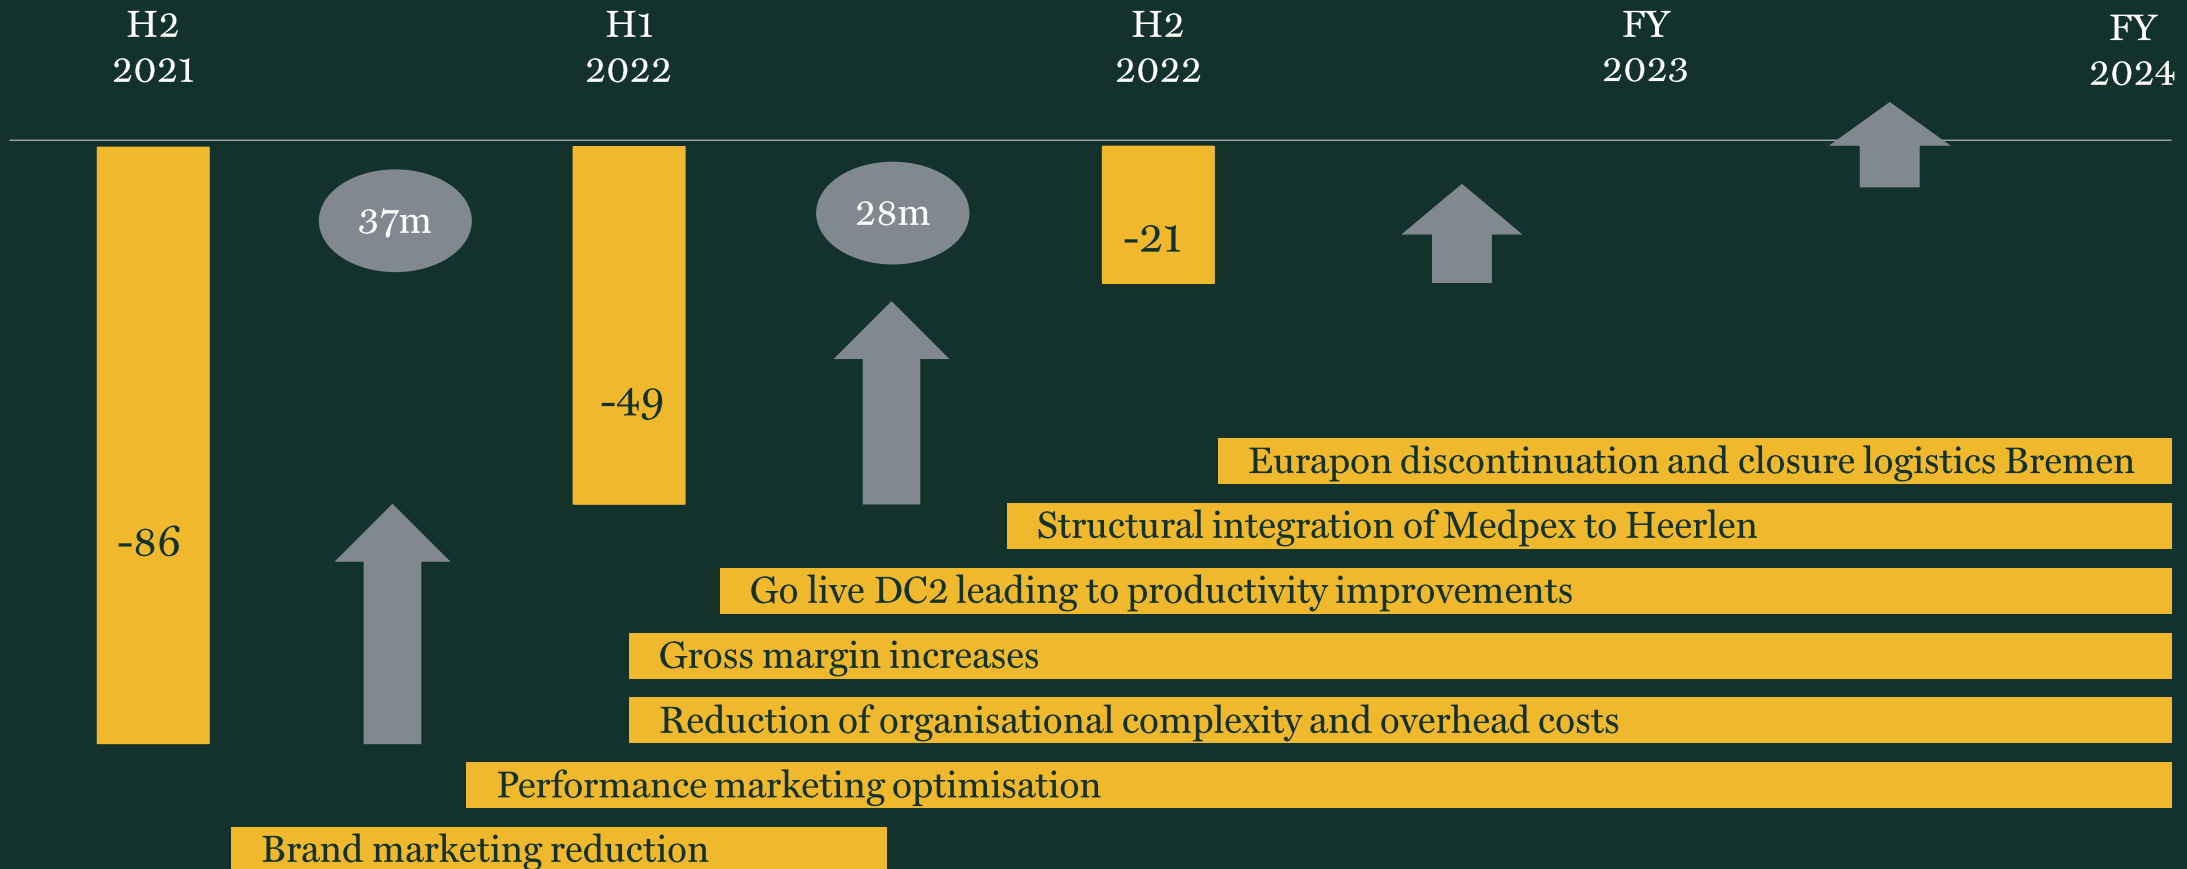 H2
2021
H1
2022
H2
2022
FY
2023
FY
2024
37m
28m
-21
-49
-86
Eurapon discontinuation and closure logistics Bremen
Structural integration of Medpex to Heerlen
Go live DC2 leading to productivity improvements
Gross margin increases
Reduction of organisational complexity and overhead costs
Performance marketing optimisation
Brand marketing reduction